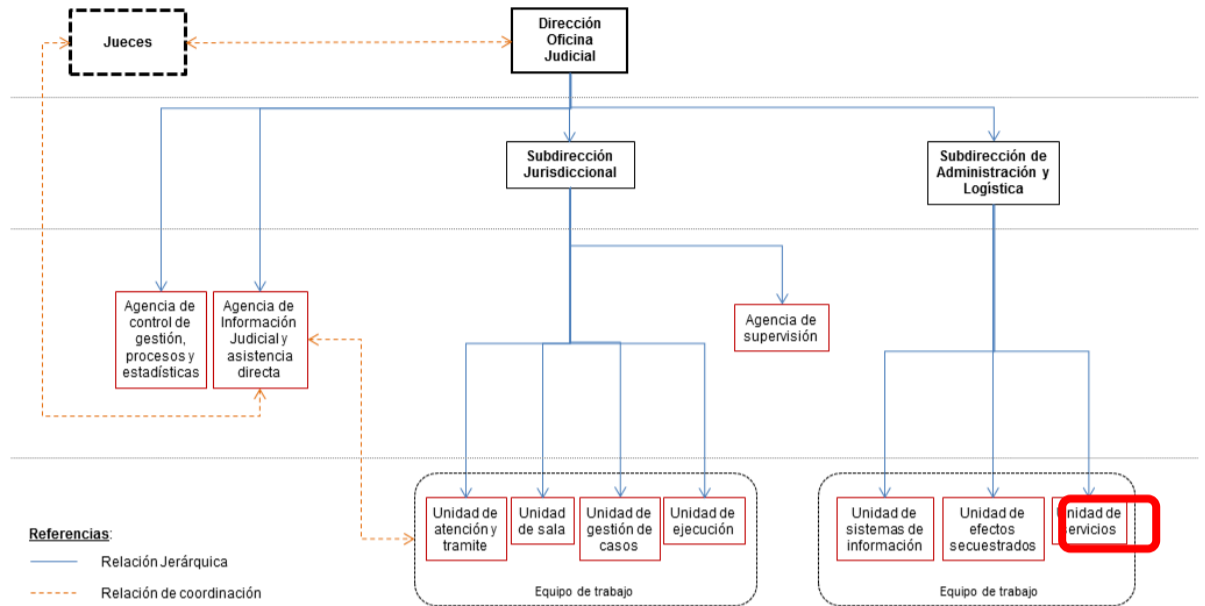 Jueces
Dirección
Oficina
Judicial
Subdirección
Jurisdiccional
Subdirección de
Administración y
Logística
Agencia de
control de
gestión,
procesos y
estadísticas
Agencia de
Información
Judicial y
asistencia
directa
Agencia de
supervisión
Unidad de
atención y
tramite
Unidad
de sala
Unidad de
gestión de
casos
Unidad de
ejecución
Equipo de trabajo
Unidad de
sistemas de
información
Unidad de
efectos
secuestrados
Unidad de
servicios
Equipo de trabajo
Referencias:
Relación Jerárquica
Relación de coordinación